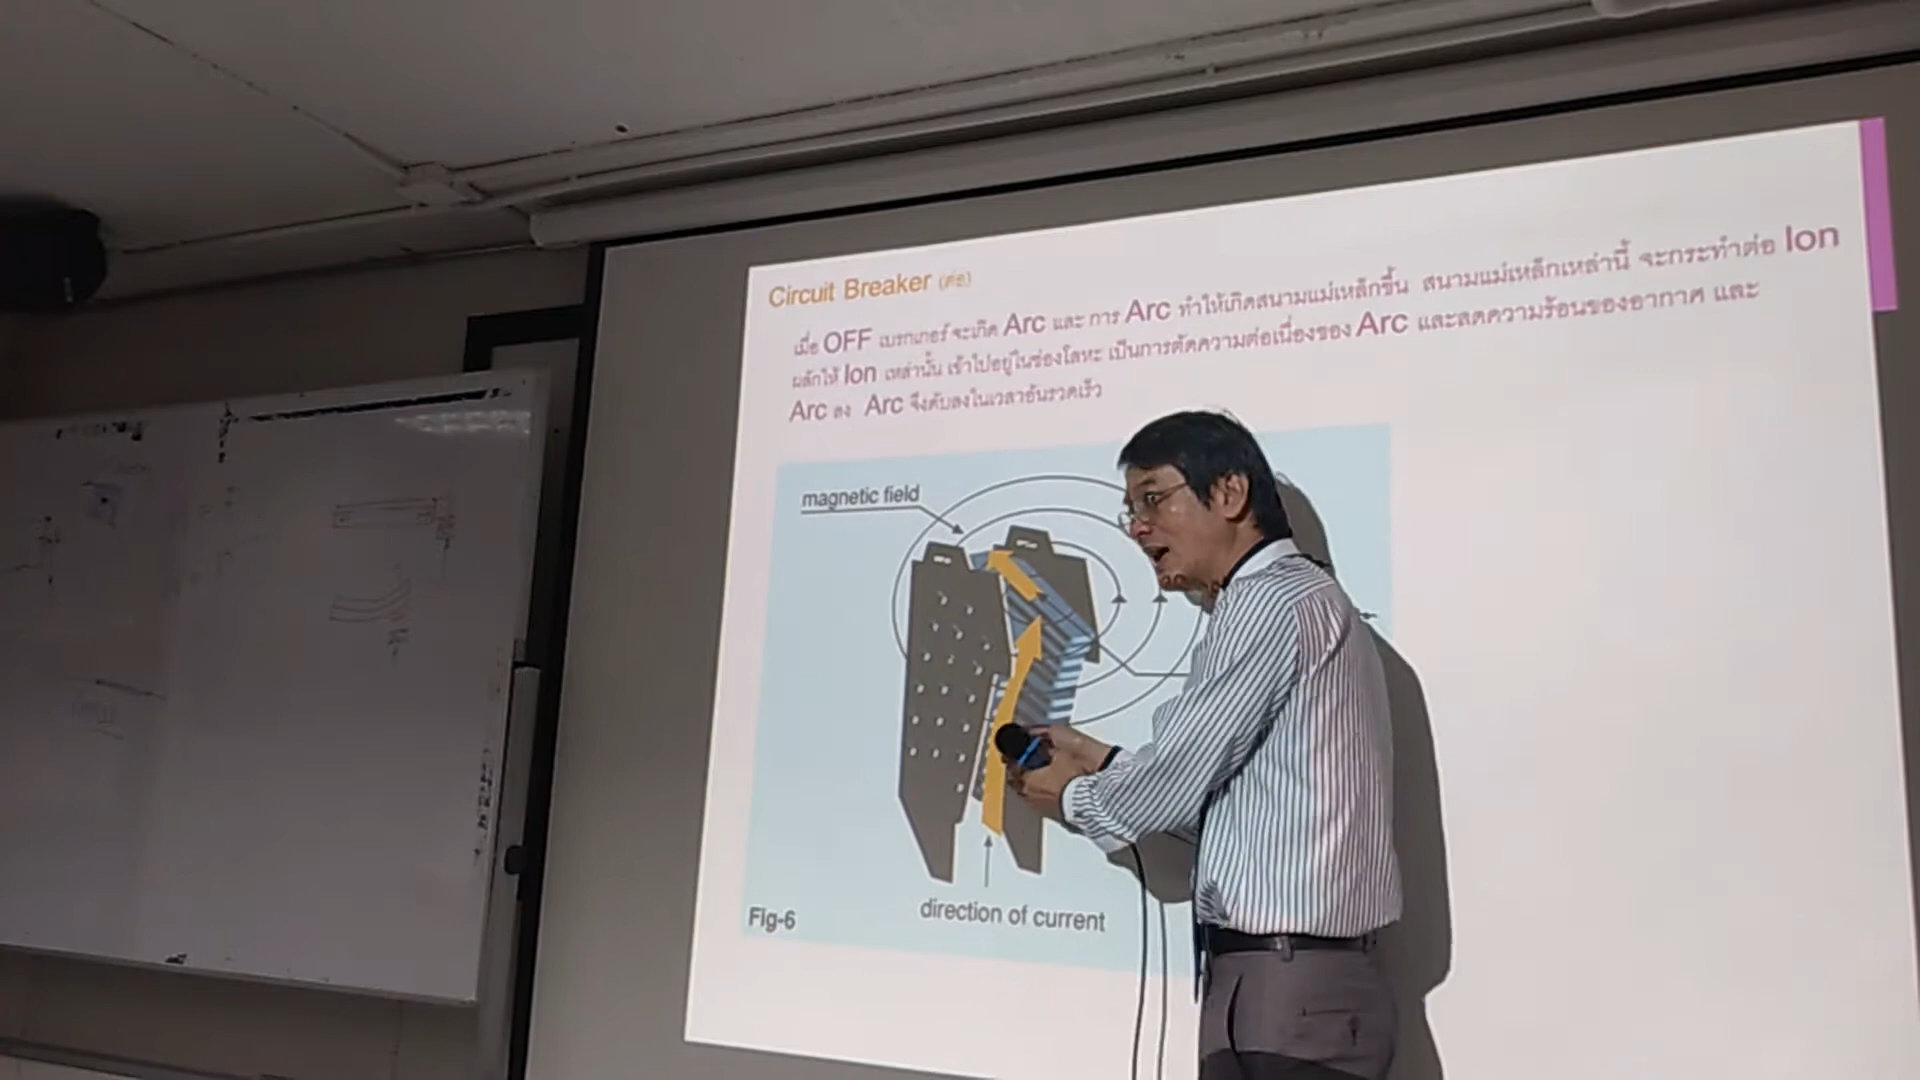 Circuit Breaker (ต่อ)
เมื่อ OFF เบรกเกอร์ จะเกิด Arc และ การ Arc ทำให้เกิดสนามแม่เหล็กขึ้น สนามแม่เหล็กเหล่านี้ จะกระทำต่อ Ion
ผลักให้ Ion เหล่านั้น เข้าไปอยู่ในช่องโลหะ เป็นการตัดความต่อเนื่องของ Arc และลดความร้อนของอากาศ และ
Arc ลง Arc จึงดับลงในเวลาอันรวดเร็ว
magnetic field
direction of current
Fig-6